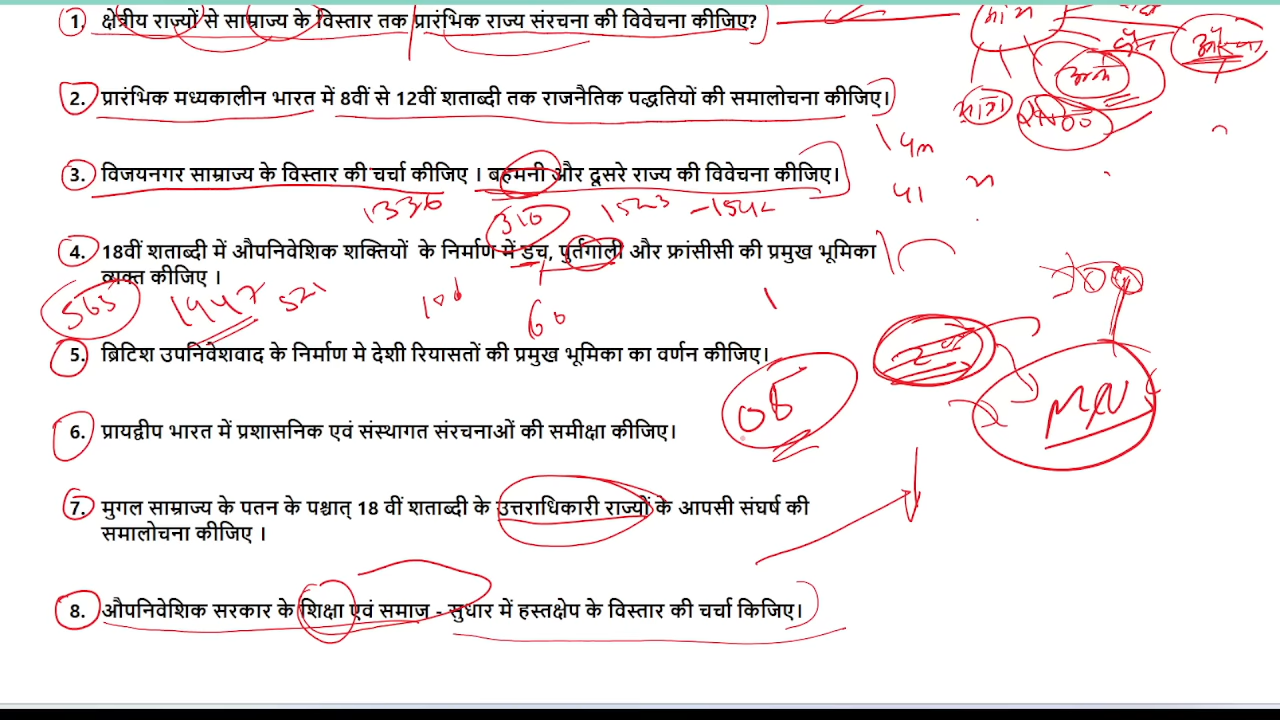 1) क्षेत्रीय राज्यों से साम्राज्य के विस्तार तक प्रारंभिक राज्य संरचना की विवेचना कीजिए?
2. प्रारंभिक मध्यकालीन भारत में 8वीं से 12वीं शताब्दी तक राजनैतिक पद्धतियों की समालोचना कीजिए।
3. विजयनगर साम्राज्य के विस्तार की चर्चा कीजिए । बहमनी और दूसरे राज्य की विवेचना कीजिए।
1336
310
4. 18वीं शताब्दी में औपनिवेशिक शक्तियों के निर्माण में डच, पुर्तगाली और फ्रांसीसी की प्रमुख भूमिका
व्यक्त कीजिए ।
565 1947 521
60
5. ब्रिटिश उपनिवेशवाद के निर्माण मे देशी रियासतों की प्रमुख भूमिका का वर्णन कीजिए।
6. प्रायद्वीप भारत में प्रशासनिक एवं संस्थागत संरचनाओं की समीक्षा कीजिए।
7. मुगल साम्राज्य के पतन के पश्चात् 18 वीं शताब्दी के उत्तराधिकारी राज्यों के आपसी संघर्ष की
समालोचना कीजिए ।
8. औपनिवेशिक सरकार के शिक्षा एवं समाज - सुधार में हस्तक्षेप के विस्तार की चर्चा किजिए।